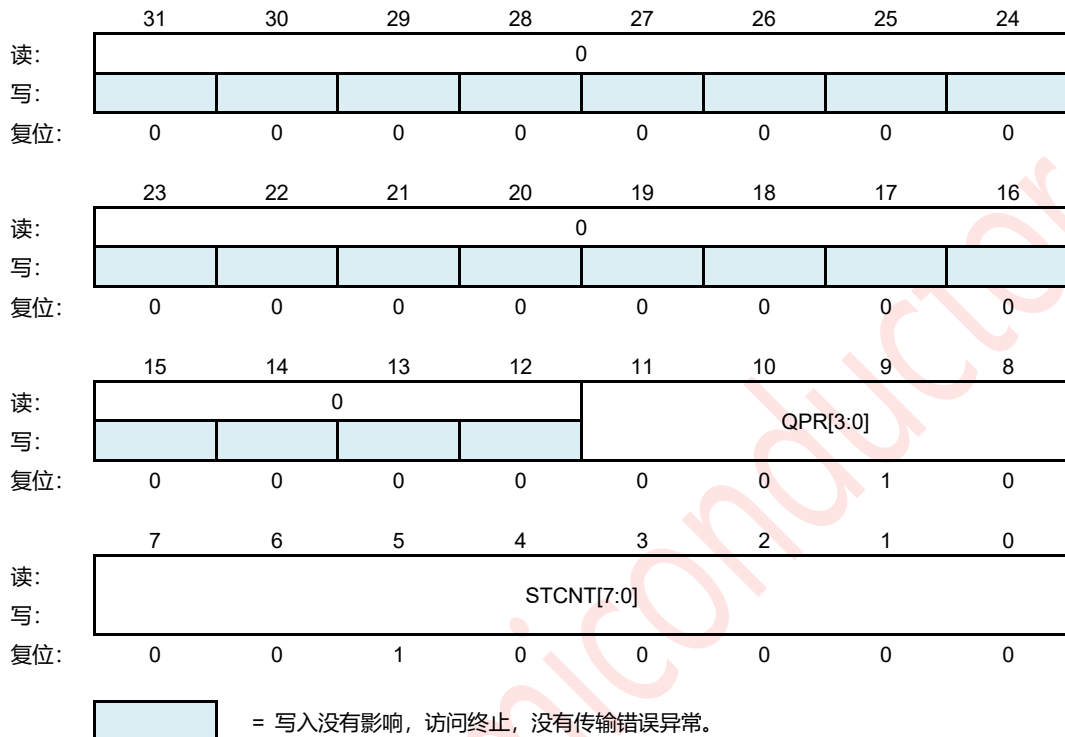 31 30 29 28 27 26 25 24
读: 0
写:
复位: 0 0 0 0 0 0 0 0
23 22 21 20 19 18 17 16
读: 0
写:
复位: 0 0 0 0 0 0 0 0
15 14 13 12 11 10 9 8
读: 0
QPR[3:0]
写:
复位: 0 0 0 0 0 0 1 0
7 6 5 4 3 2 1 0
读:
STCNT[7:0]
写:
复位: 0 0 1 0 0 0 0 0
= 写入没有影响，访问终止，没有传输错误异常。